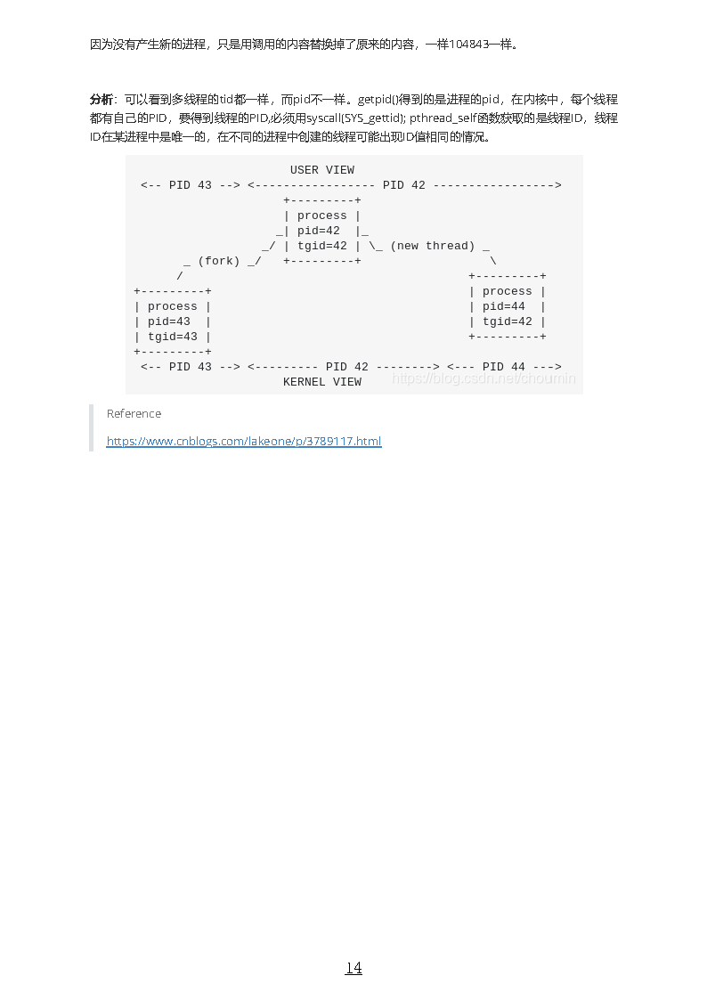 因为没有产生新的进程，只是用调用的内容替换掉了原来的内容，一样104843一样。
分析：可以看到多线程的tid都一样，而pid不一样。getpid()得到的是进程的pid，在内核中，每个线程
都有自己的PID，要得到线程的PID,必须用syscall(SYS_gettid); pthread_self函数获取的是线程ID，线程
ID在某进程中是唯一的，在不同的进程中创建的线程可能出现ID值相同的情况。
                      USER VIEW
 <-- PID 43 --> <----------------- PID 42 ----------------->
                     +---------+
                     | process |
                    _| pid=42  |_
                  _/ | tgid=42 | \_ (new thread) _
       _ (fork) _/   +---------+                  \
      /                                        +---------+
+---------+                                    | process |
| process |                                    | pid=44  |
| pid=43  |                                    | tgid=42 |
| tgid=43 |                                    +---------+
+---------+
 <-- PID 43 --> <--------- PID 42 --------> <--- PID 44 --->
                     KERNEL VIEW
https://blog.csdn.net/choumin
Reference
https://www.cnblogs.com/lakeone/p/3789117.html
14